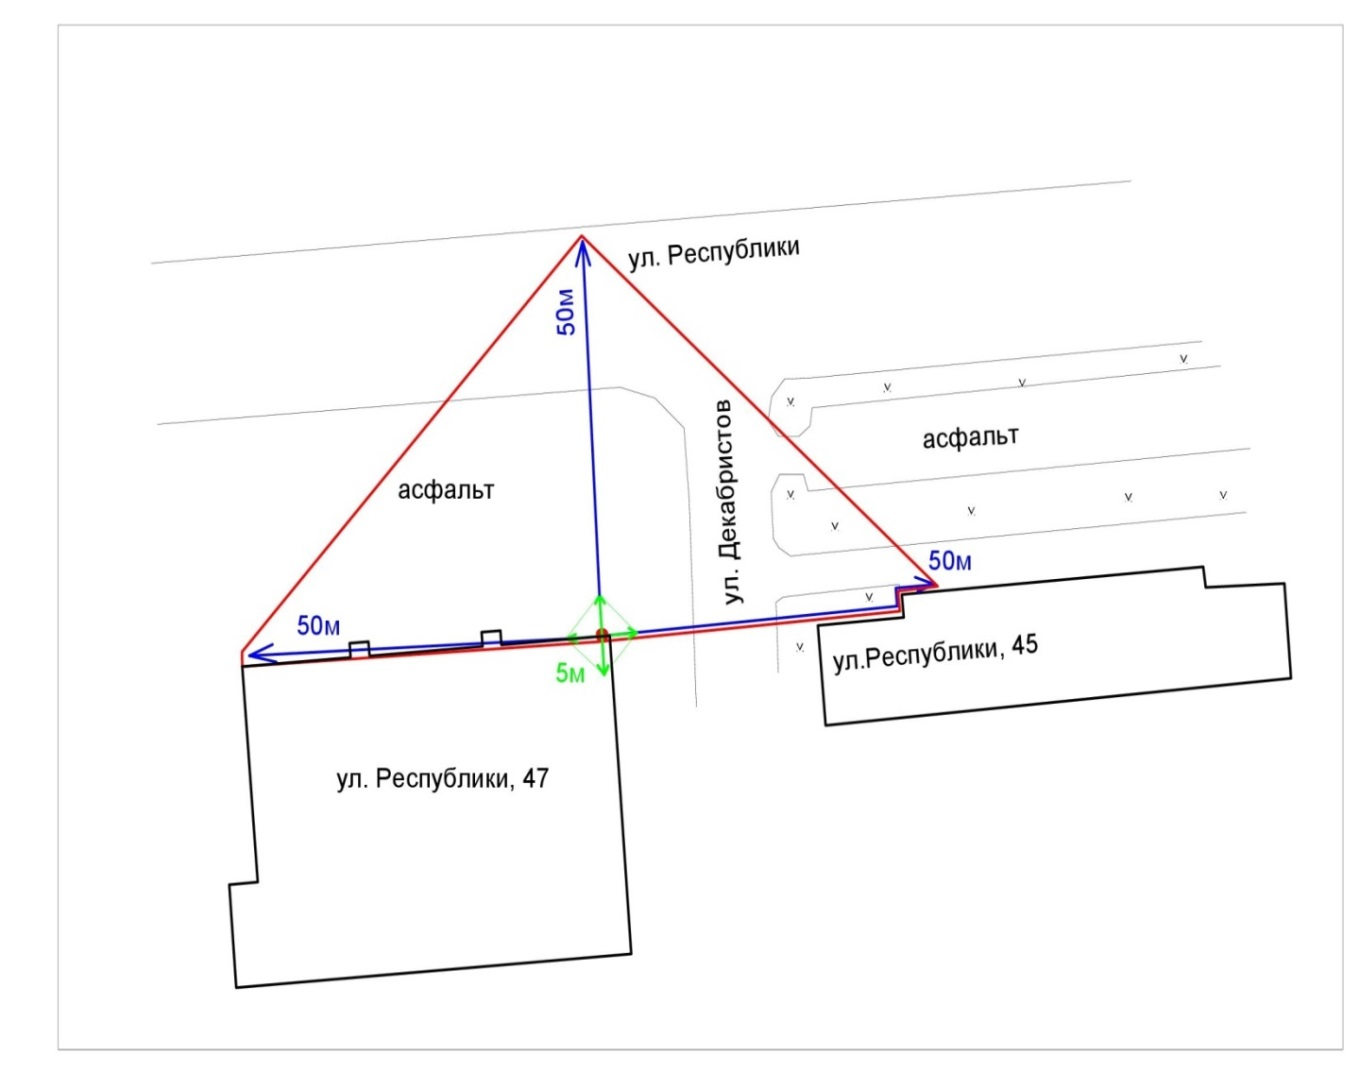 ул. Республики
50м
ул. Декабристов
асфальт
асфальт
50м
50м
5м
ул.Республики, 45
ул. Республики, 47